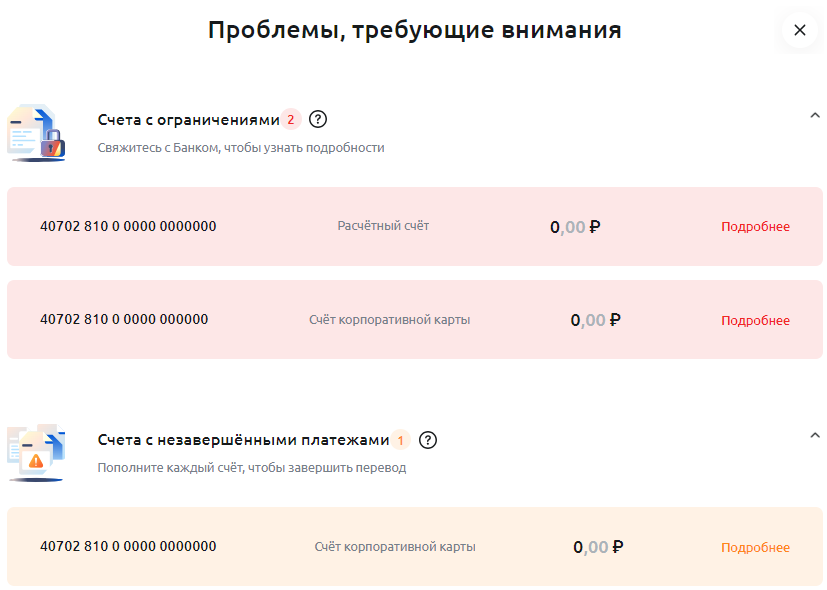 Проблемы, требующие внимания
Счета с ограничениями 2 ?
Свяжитесь с Банком, чтобы узнать подробности
40702 810 0 0000 0000000 Расчётный счёт 0,00 ₽ Подробнее
40702 810 0 0000 000000 Счёт корпоративной карты 0,00 ₽ Подробнее
Счета с незавершёнными платежами 1 ?
Пополните каждый счёт, чтобы завершить перевод
40702 810 0 0000 0000000 Счёт корпоративной карты 0,00 ₽ Подробнее